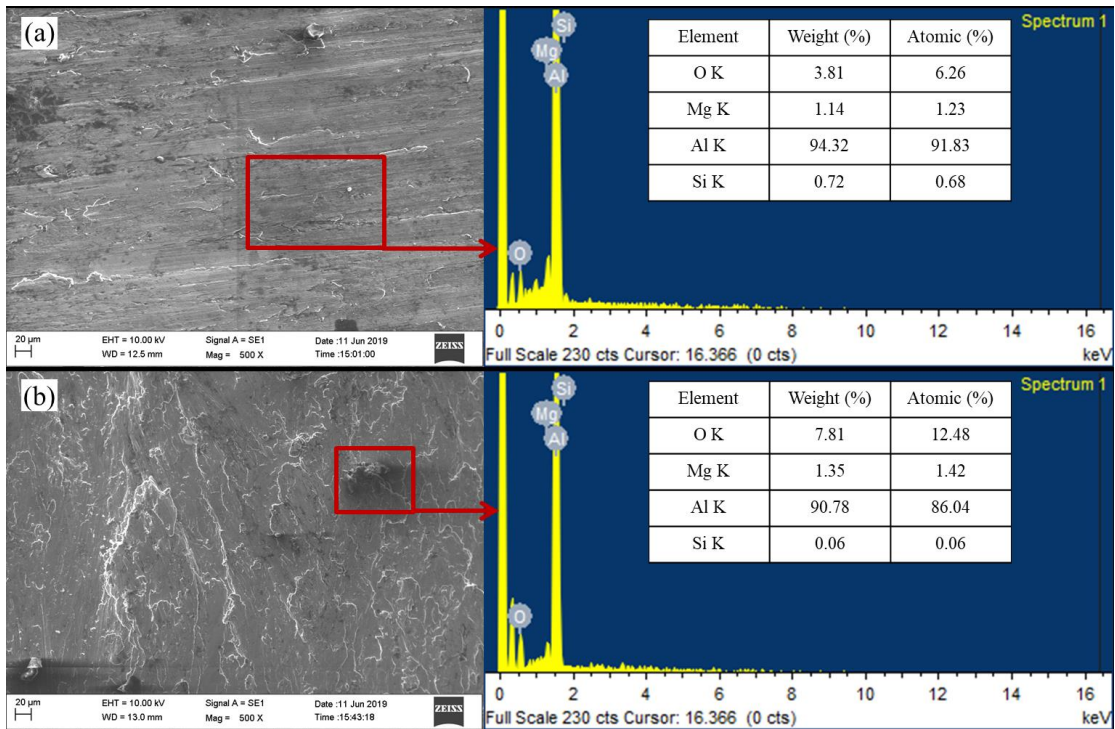 (a)
20 µm
EHT = 10.00 kV
WD = 12.5 mm
Signal A = SE1
Mag = 500 X
Date :11 Jun 2019
Time :15:01:00
ZEISS
Spectrum 1
Si
Mg
Al
O
Element Weight (%) Atomic (%)
O K 3.81 6.26
Mg K 1.14 1.23
Al K 94.32 91.83
Si K 0.72 0.68
0 2 4 6 8 10 12 14 16
Full Scale 230 cts Cursor: 16.366 (0 cts) keV
(b)
20 µm
EHT = 10.00 kV
WD = 13.0 mm
Signal A = SE1
Mag = 500 X
Date :11 Jun 2019
Time :15:43:18
ZEISS
Spectrum 1
Si
Mg
Al
O
Element Weight (%) Atomic (%)
O K 7.81 12.48
Mg K 1.35 1.42
Al K 90.78 86.04
Si K 0.06 0.06
0 2 4 6 8 10 12 14 16
Full Scale 230 cts Cursor: 16.366 (0 cts) keV